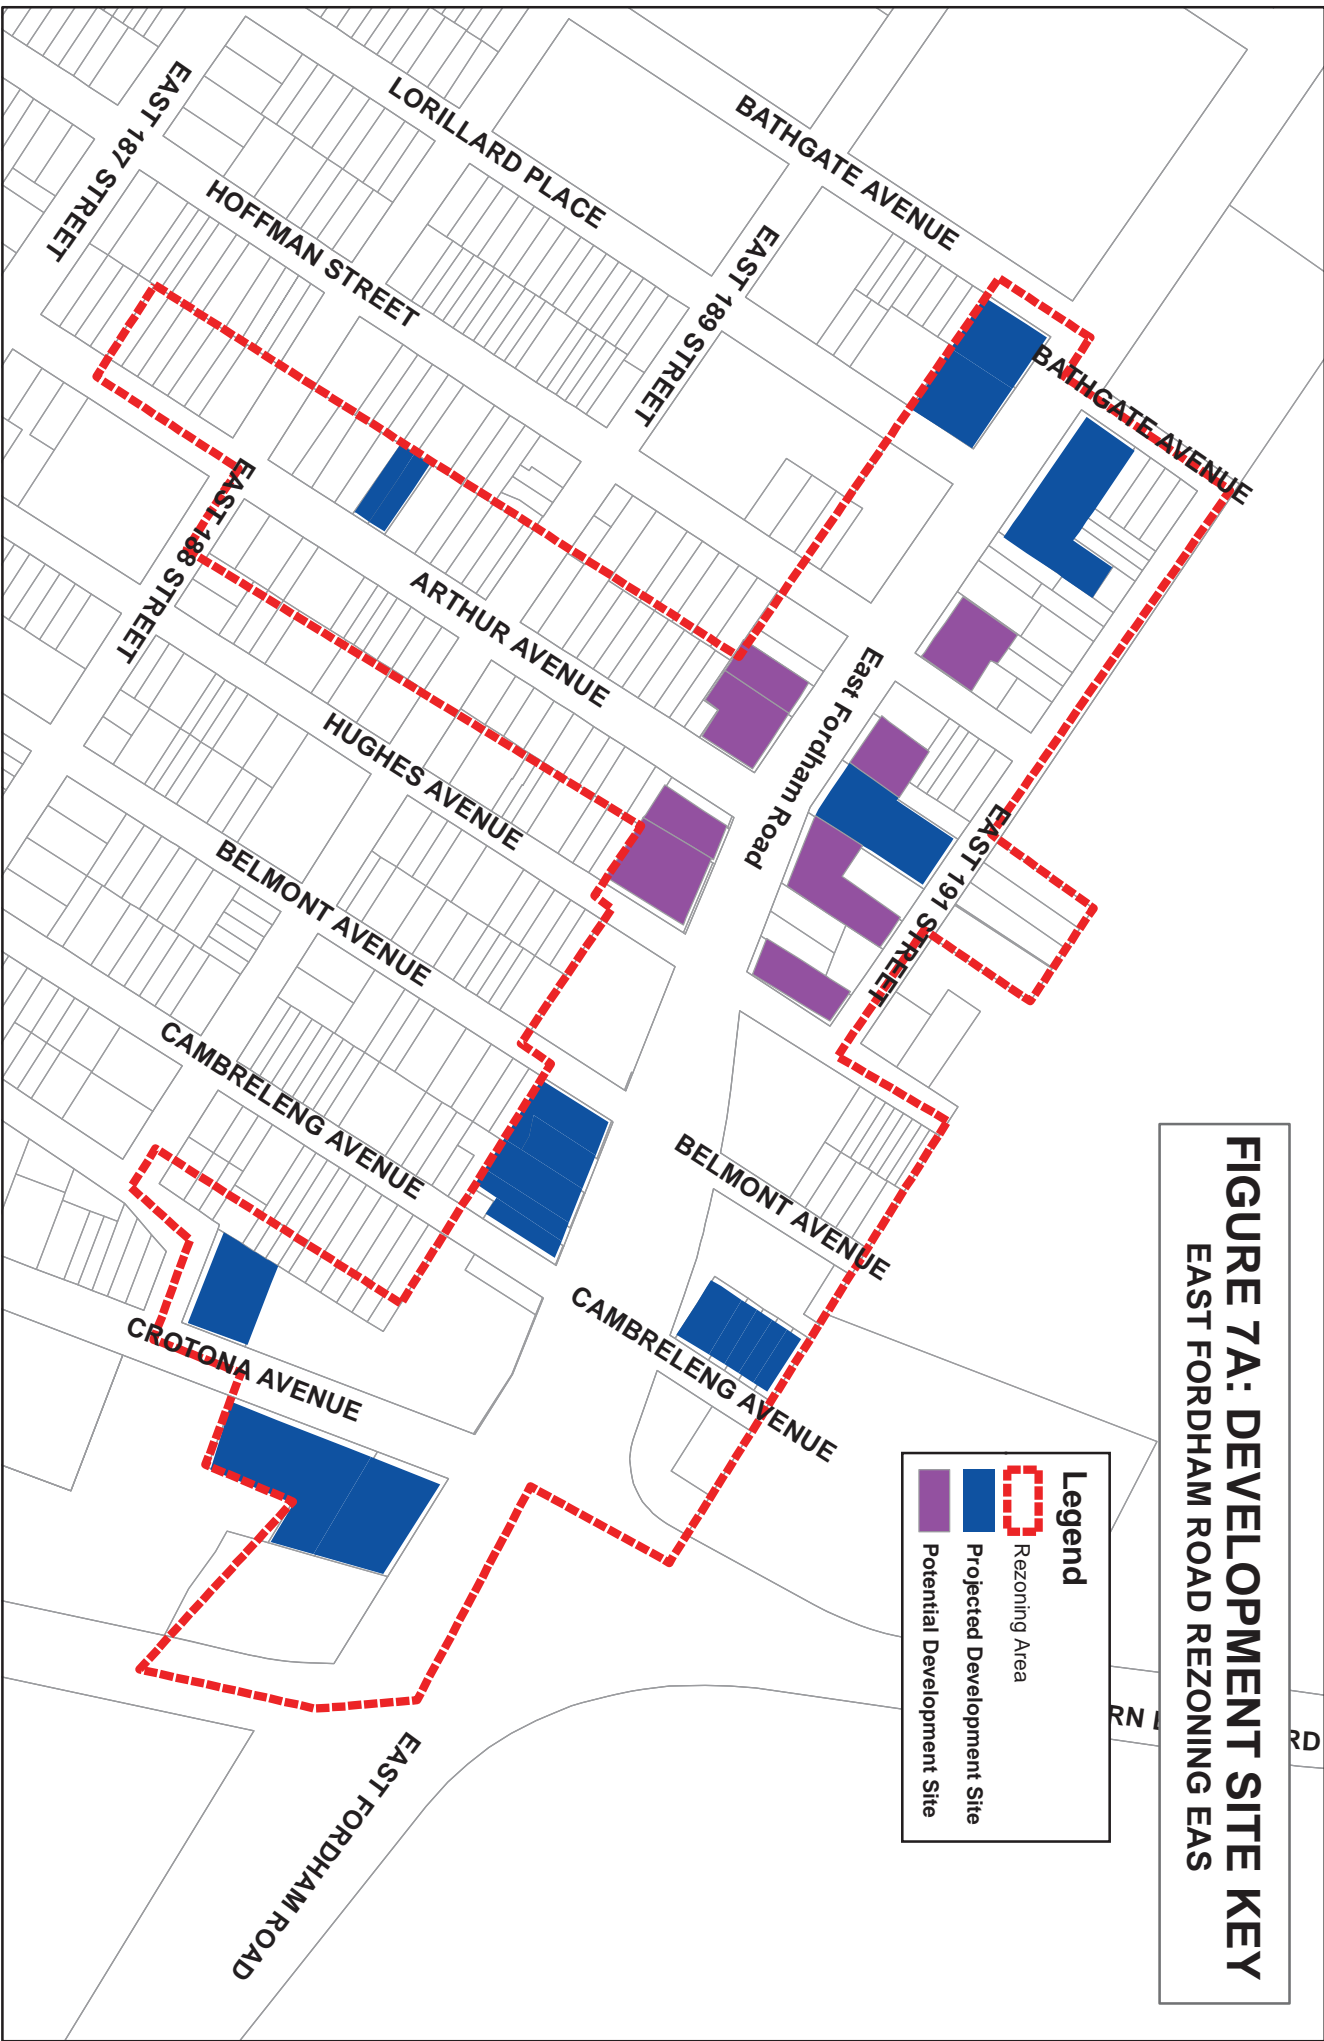 FIGURE 7A: DEVELOPMENT SITE KEY
EAST FORDHAM ROAD REZONING EAS
Legend
Rezoning Area
Projected Development Site
Potential Development Site
BATHGATE AVENUE
BATHGATE AVENUE
LORILLARD PLACE
HOFFMAN STREET
EAST 187 STREET
EAST 189 STREET
EAST 188 STREET
ARTHUR AVENUE
East Fordham Road
HUGHES AVENUE
EAST 191 STREET
BELMONT AVENUE
BELMONT AVENUE
CAMBRELENG AVENUE
CAMBRELENG AVENUE
CROTONA AVENUE
EAST FORDHAM ROAD
RN
RD